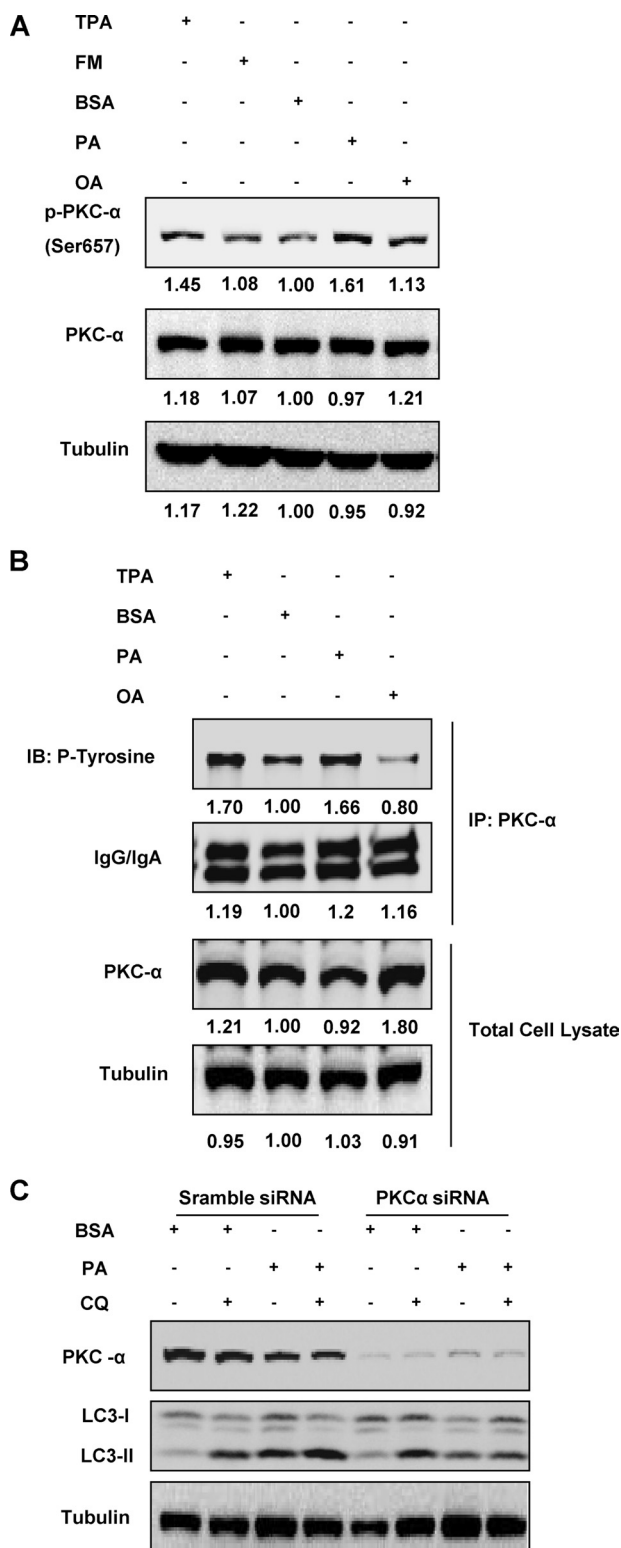 A
TPA + - - - -
FM - + - - -
BSA - - + - -
PA - - - + -
OA - - - - +
p-PKC-α
(Ser657)
1.45 1.08 1.00 1.61 1.13
PKC-α
1.18 1.07 1.00 0.97 1.21
Tubulin
1.17 1.22 1.00 0.95 0.92
B
TPA + - - -
BSA - + - -
PA - - + -
OA - - - +
IB: P-Tyrosine
1.70 1.00 1.66 0.80
IP: PKC-α
IgG/IgA
1.19 1.00 1.2 1.16
PKC-α
1.21 1.00 0.92 1.80
Total Cell Lysate
Tubulin
0.95 1.00 1.03 0.91
C
Sramble siRNA PKCα siRNA
BSA + + - - + + - -
PA - - + + - - + +
CQ - + - + - + - +
PKC -α
LC3-I
LC3-II
Tubulin